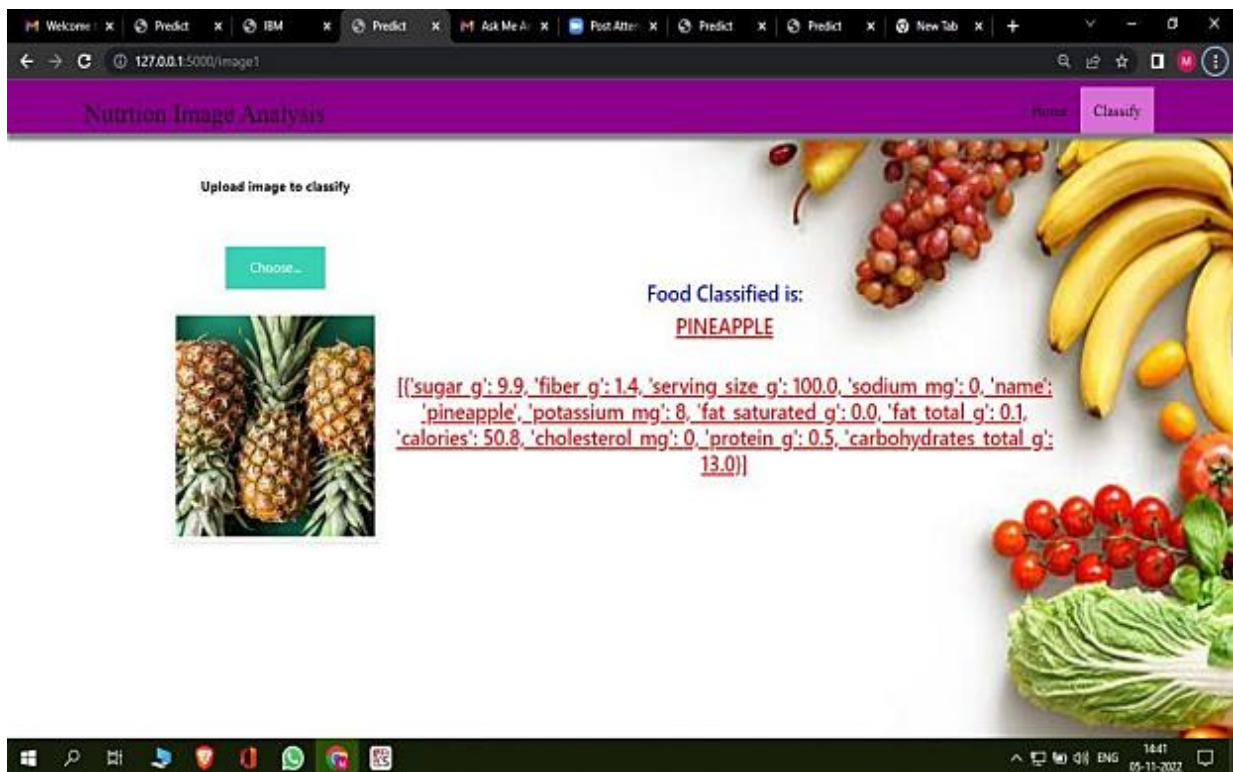 Welcome
Predict
IBM
Predict
Ask Me A
Post Atte
Predict
Predict
New Tab
127.0.0.1:5000/image1
M
Nutrtion Image Analysis
Home
Classify
Upload image to classify
Choose...
Food Classified is:
PINEAPPLE
[{'sugar_g': 9.9, 'fiber_g': 1.4, 'serving_size_g': 100.0, 'sodium_mg': 0, 'name':
'pineapple', 'potassium_mg': 8, 'fat_saturated_g': 0.0, 'fat_total_g': 0.1,
'calories': 50.8, 'cholesterol_mg': 0, 'protein_g': 0.5, 'carbohydrates_total_g':
13.0}]
ENG
14:41
05-11-2022